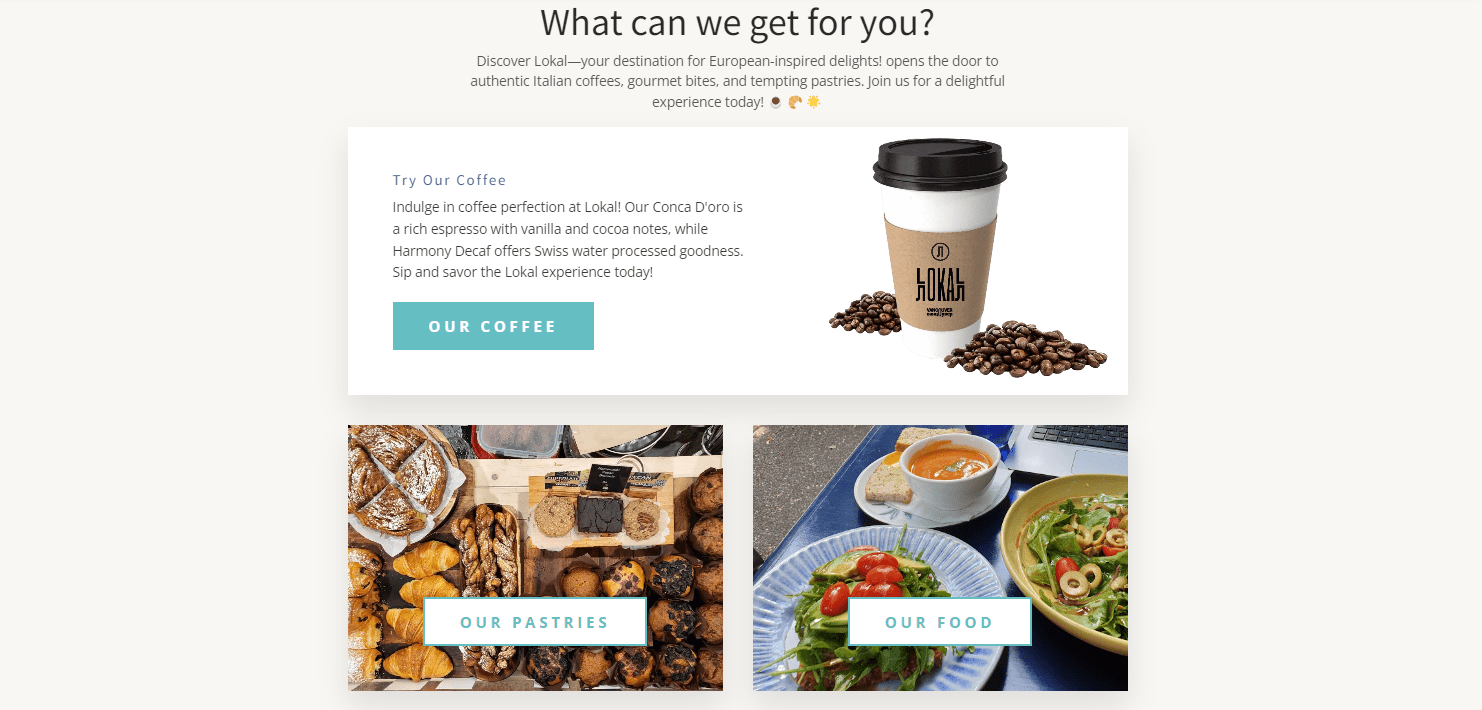 What can we get for you?
Discover Lokal—your destination for European-inspired delights! opens the door to
authentic Italian coffees, gourmet bites, and tempting pastries. Join us for a delightful
experience today! ☕ 🥐 ☀️
Try Our Coffee
Indulge in coffee perfection at Lokal! Our Conca D'oro is
a rich espresso with vanilla and cocoa notes, while
Harmony Decaf offers Swiss water processed goodness.
Sip and savor the Lokal experience today!
OUR COFFEE
LOKAL
VANCOUVER
OUR PASTRIES
OUR FOOD